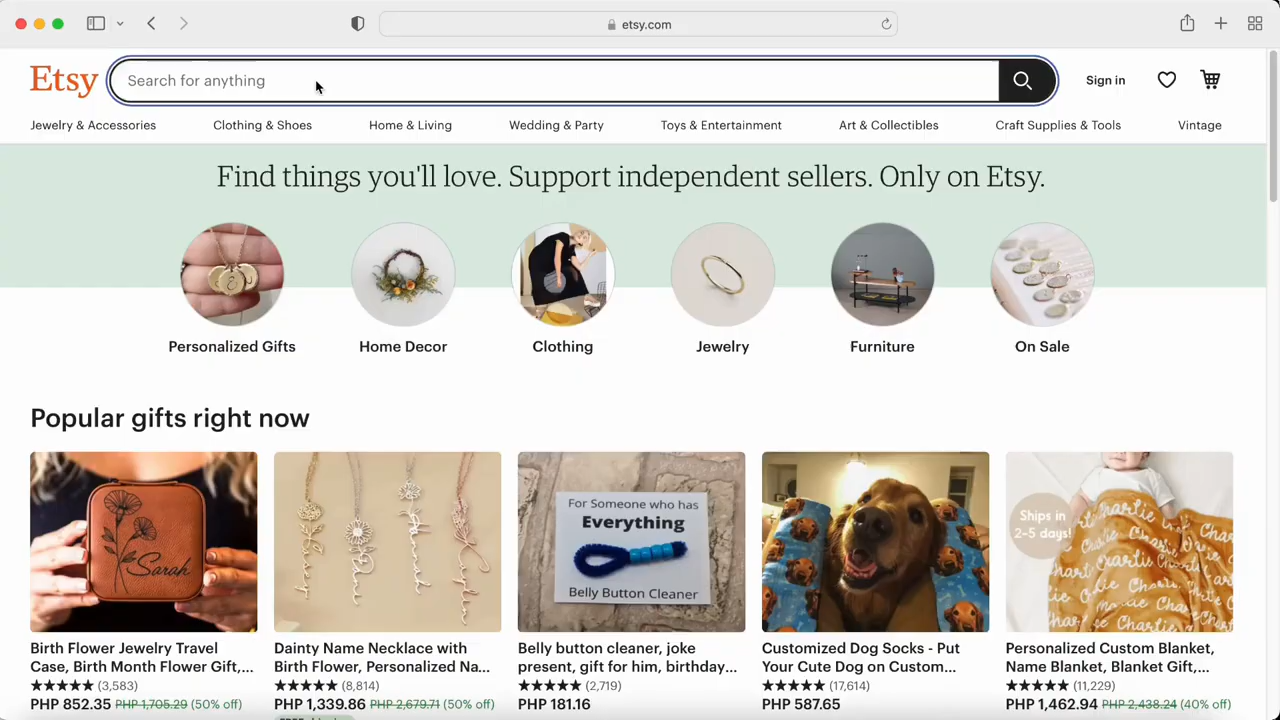 etsy.com
Etsy
Search for anything
Sign in
Jewelry & Accessories
Clothing & Shoes
Home & Living
Wedding & Party
Toys & Entertainment
Art & Collectibles
Craft Supplies & Tools
Vintage
Find things you'll love. Support independent sellers. Only on Etsy.
Personalized Gifts
Home Decor
Clothing
Jewelry
Furniture
On Sale
Popular gifts right now
Sarah
For Someone who has
Everything
Belly Button Cleaner
Ships in
2-5 days!
Charlie
Birth Flower Jewelry Travel
Case, Birth Month Flower Gift,...
(3,583)
PHP 852.35 PHP 1,705.29 (50% off)
Dainty Name Necklace with
Birth Flower, Personalized Na...
(8,814)
PHP 1,339.86 PHP 2,679.71 (50% off)
Belly button cleaner, joke
present, gift for him, birthday...
(2,719)
PHP 181.16
Customized Dog Socks - Put
Your Cute Dog on Custom...
(17,614)
PHP 587.65
Personalized Custom Blanket,
Name Blanket, Blanket Gift,...
(11,229)
PHP 1,462.94 PHP 2,438.24 (40% off)